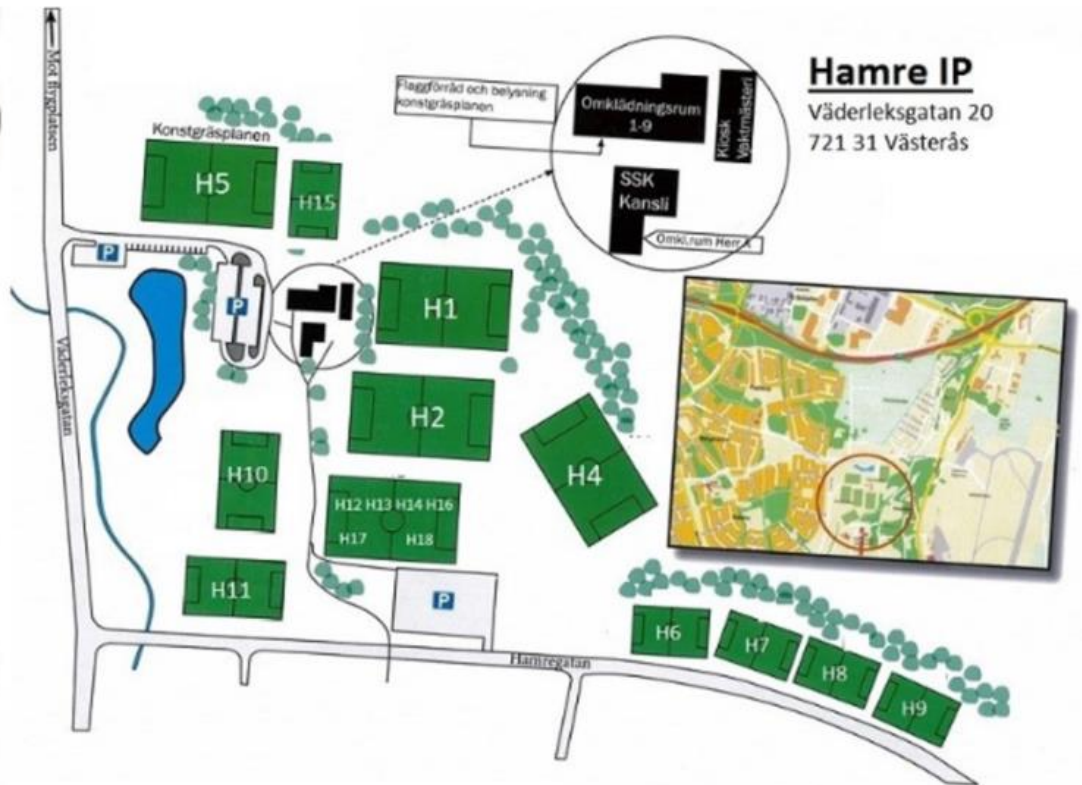 Hamre IP
Väderleksgatan 20
721 31 Västerås
Mot flygplatsen
Flaggförråd och belysning
konstgräsplanen
Omklädningsrum
1-9
Kiosk
Vaktmästeri
SSK
Kansli
Omkl.rum Herr A
Konstgräsplanen
H5
H15
P
P
H1
H2
H4
H10
H12 H13 H14 H16
H17 H18
H11
P
Väderleksgatan
Hamregatan
H6
H7
H8
H9